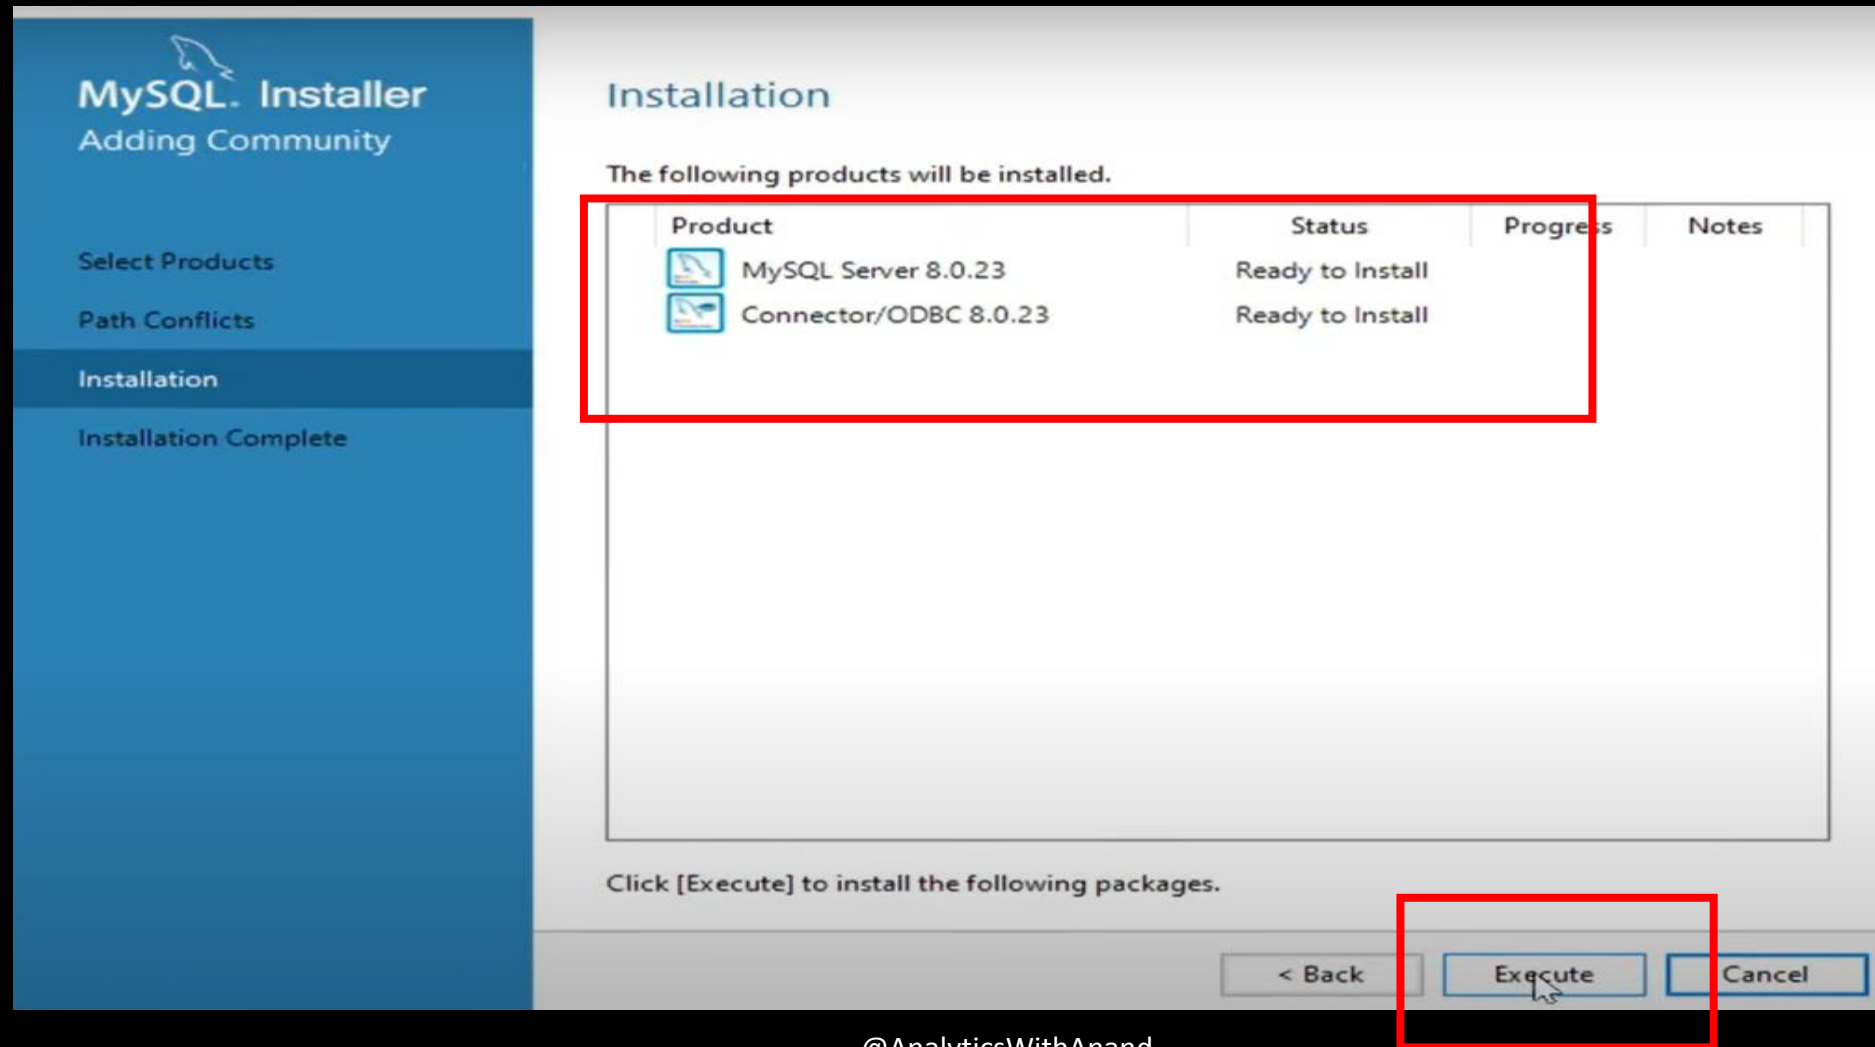 MySQL. Installer
Adding Community
Select Products
Path Conflicts
Installation
Installation Complete
Installation
The following products will be installed.
Product Status Progress Notes
MySQL Server 8.0.23 Ready to Install
Connector/ODBC 8.0.23 Ready to Install
Click [Execute] to install the following packages.
< Back Execute Cancel
@AnalyticsWithAnand